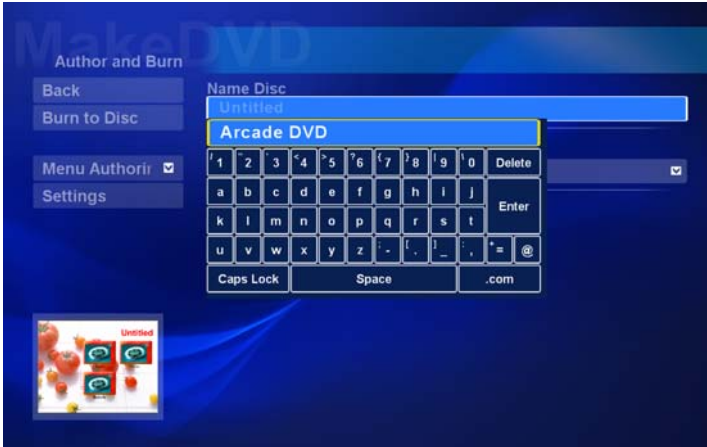 MakeDVD
Author and Burn
Back
Burn to Disc
Menu Authorin
Settings
Name Disc
Untitled
Arcade DVD
1 2 3 <4 >5 ?6 {7 }8 |9 \0 Delete
a b c d e f g h i j
Enter
k l m n o p q r s t
u v w x y z ; - [ . ] _ : , * = @
Caps Lock Space .com
Untitled